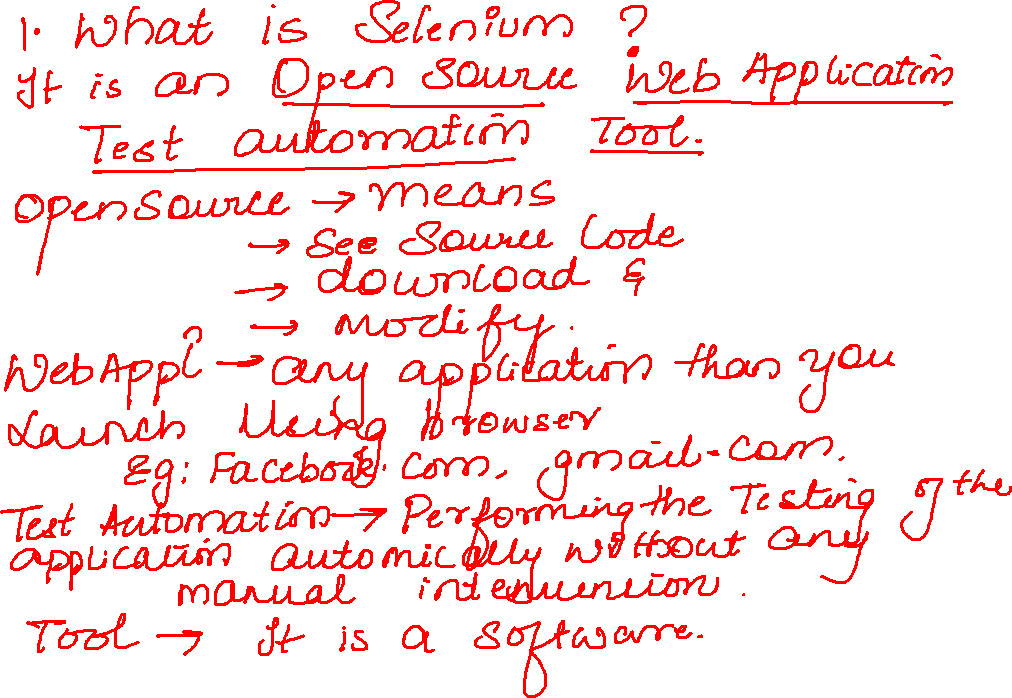 1. What is Selenium ?
It is an Open Source Web Application
Test automation Tool.
OpenSource → means
→ See Source Code
→ download &
→ Modify.
WebAppl → any application than you
Launch Using browser
Eg: Facebook.com, gmail.com.
Test Automation → Performing the Testing of the
application automically without any
manual intervention.
Tool → It is a software.